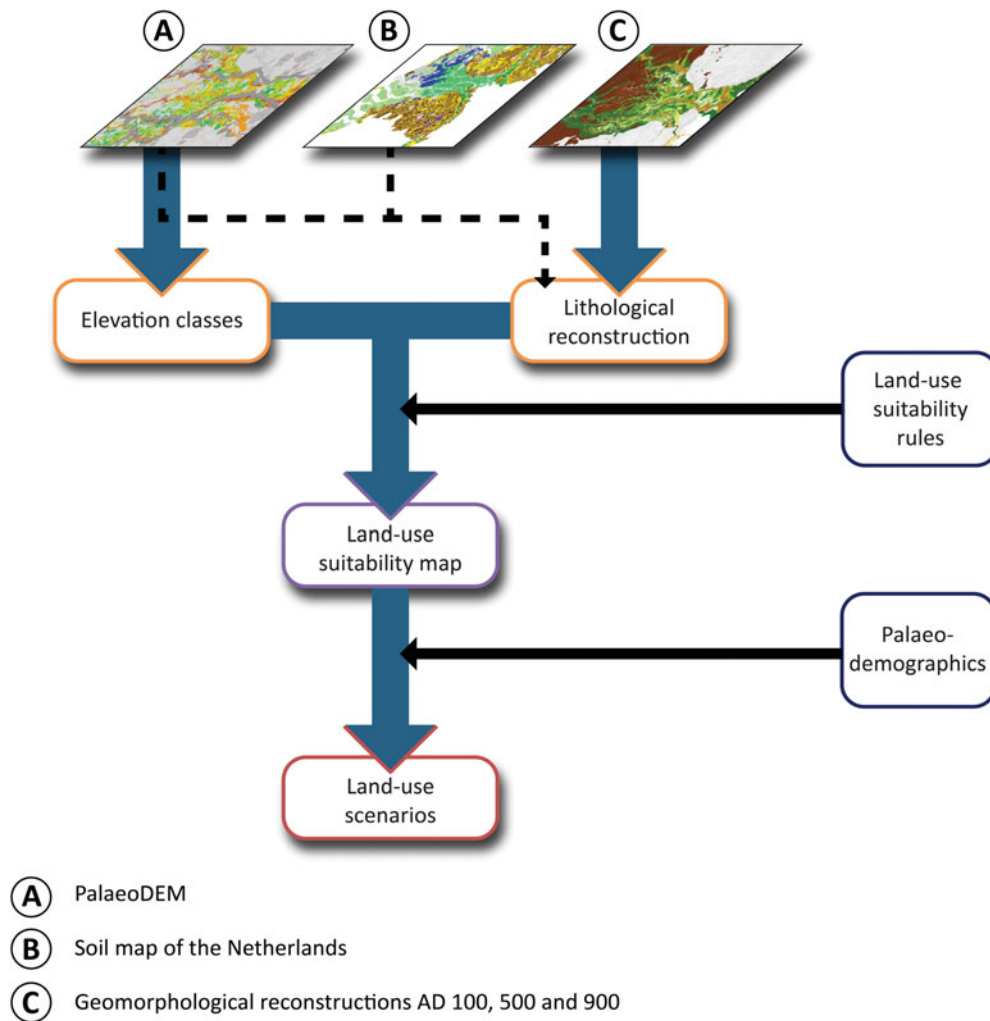 A
B
C
Elevation classes
Lithological
reconstruction
Land-use
suitability
rules
Land-use
suitability map
Palaeo-
demographics
Land-use
scenarios
A PalaeoDEM
B Soil map of the Netherlands
C Geomorphological reconstructions AD 100, 500 and 900